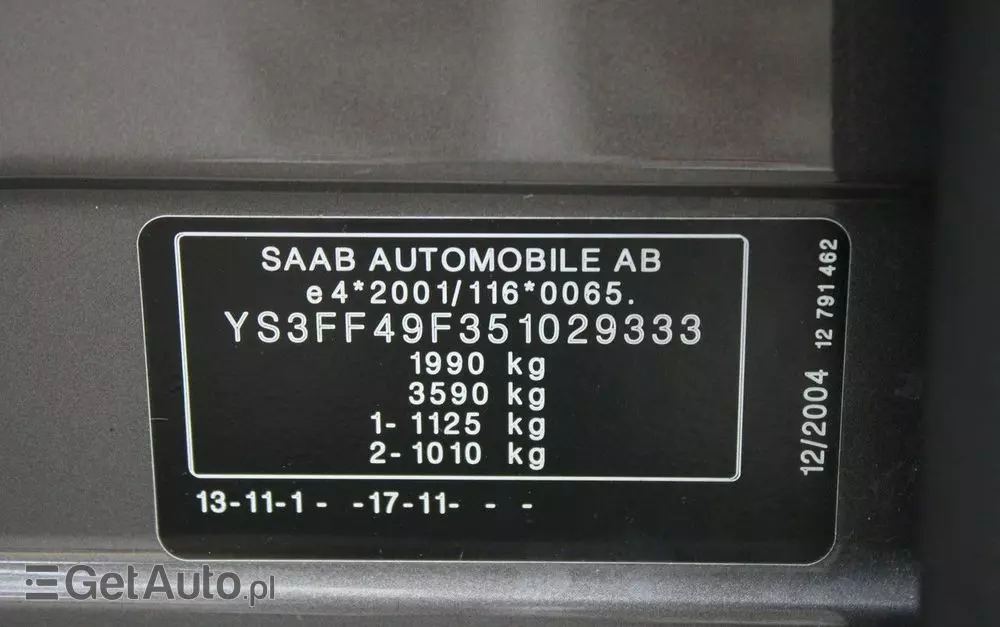 SAAB AUTOMOBILE AB
e4*2001/116*0065.
YS3FF49F351029333
1990 kg
3590 kg
1- 1125 kg
2- 1010 kg
13-11-1 -  -17-11-  -  -
12/2004 12 791 462
GetAuto.pl